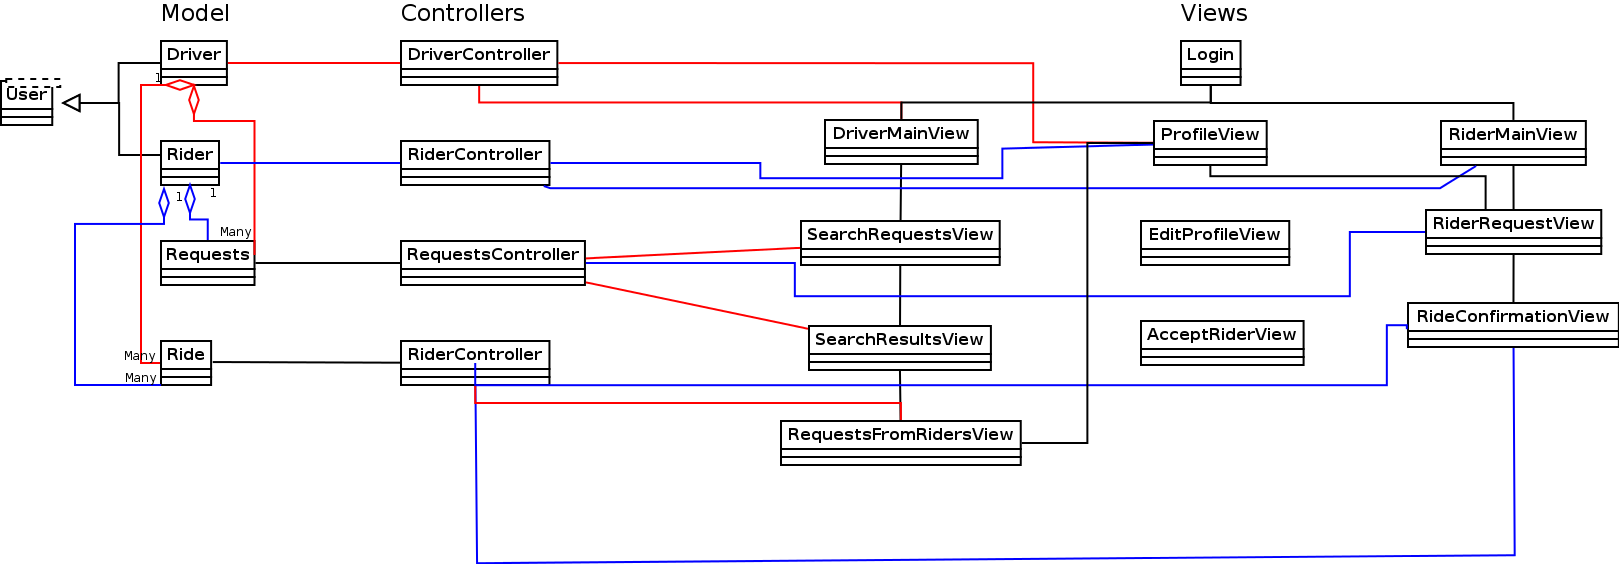 Model
Controllers
Views
Driver
DriverController
Login
1
User
DriverMainView
ProfileView
RiderMainView
Rider
RiderController
1
1
RiderRequestView
Many
SearchRequestsView
EditProfileView
Requests
RequestsController
RideConfirmationView
SearchResultsView
AcceptRiderView
Many
Ride
RiderController
Many
RequestsFromRidersView